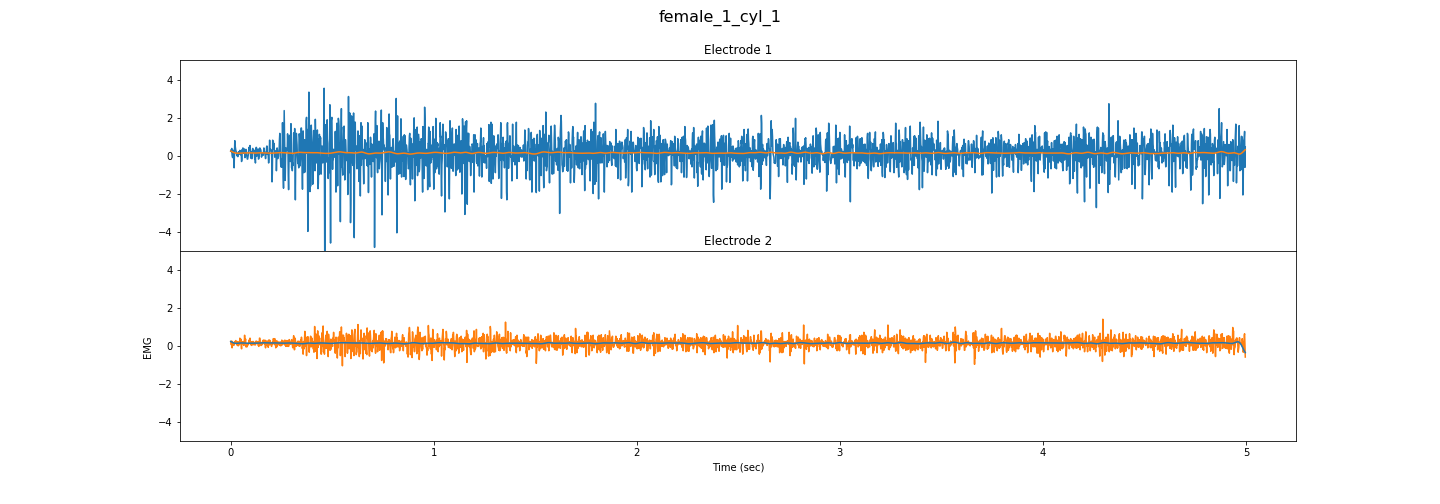 female_1_cyl_1
Electrode 1
4
2
0
−2
−4
Electrode 2
4
2
0
−2
−4
EMG
0 1 2 3 4 5
Time (sec)